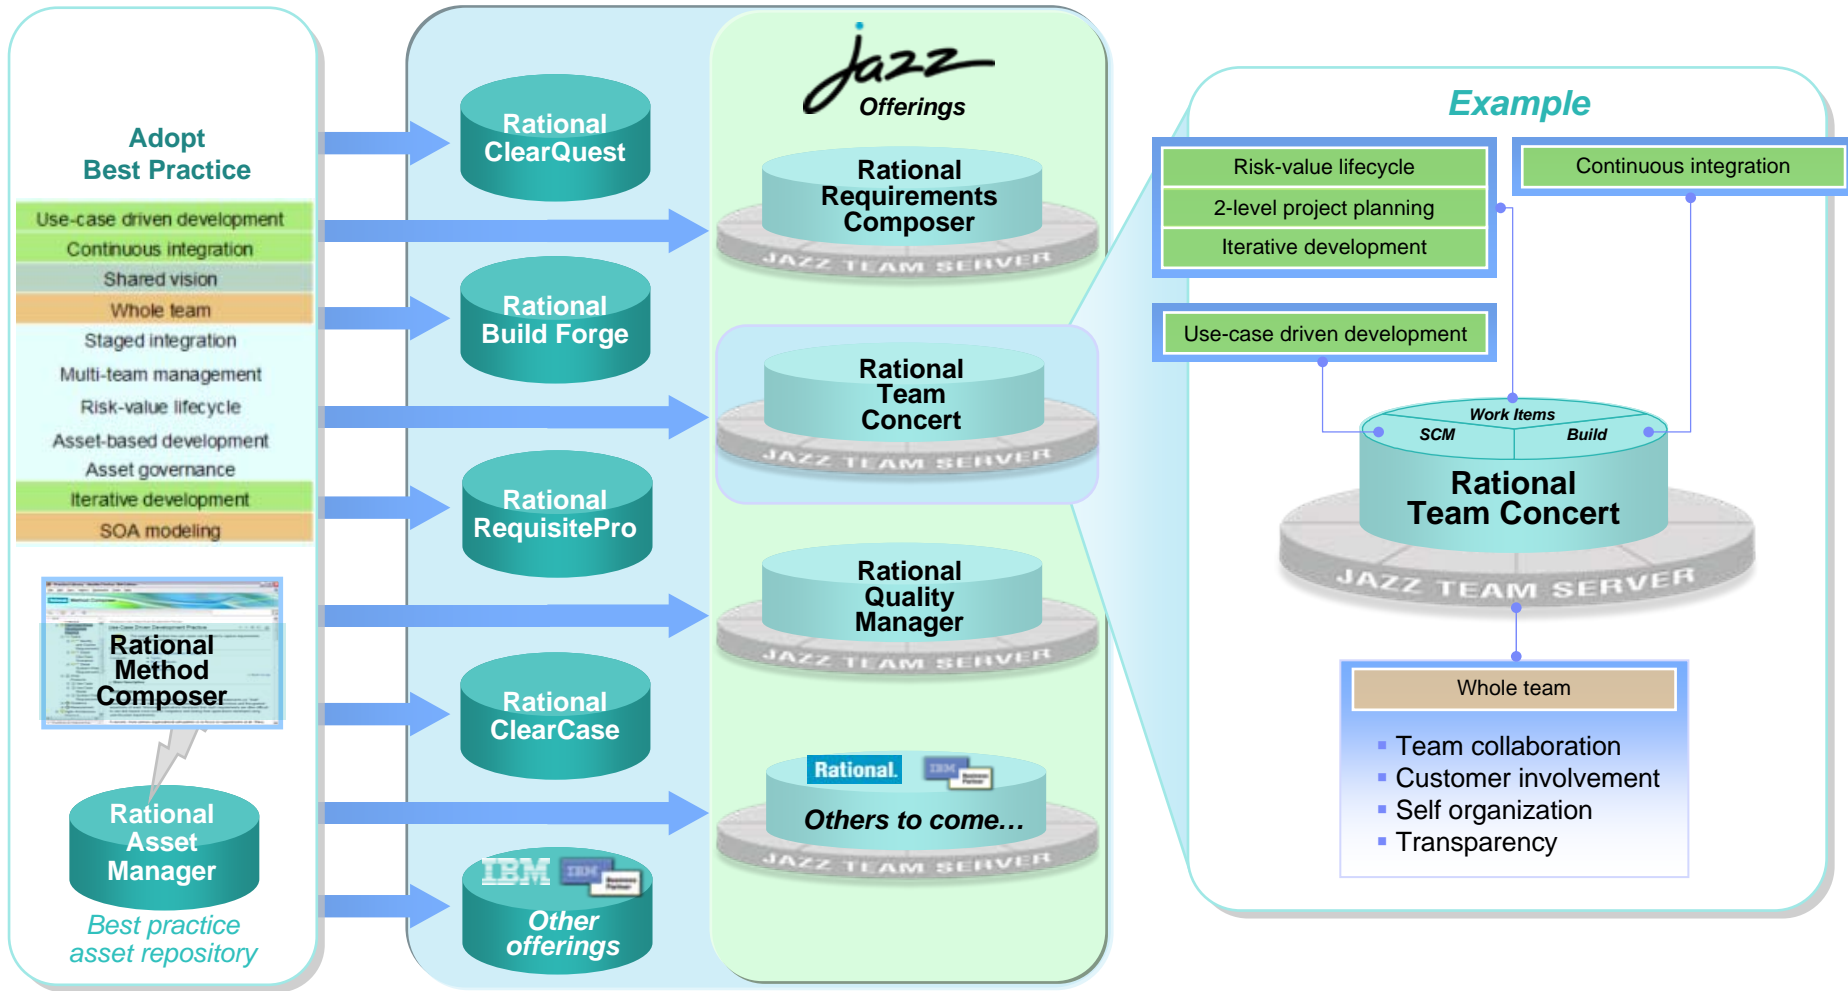 Adopt
Best Practice
Use-case driven development
Continuous integration
Shared vision
Whole team
Staged integration
Multi-team management
Risk-value lifecycle
Asset-based development
Asset governance
Iterative development
SOA modeling
Rational
Method
Composer
Rational
Asset
Manager
Best practice
asset repository
Rational
ClearQuest
Rational
Build Forge
Rational
RequisitePro
Rational
ClearCase
IBM
IBM
Business
Partner
Other
offerings
jazz
Offerings
Rational
Requirements
Composer
JAZZ TEAM SERVER
Rational
Team
Concert
JAZZ TEAM SERVER
Rational
Quality
Manager
JAZZ TEAM SERVER
Rational.
IBM
Business
Partner
Others to come…
JAZZ TEAM SERVER
Example
Risk-value lifecycle
2-level project planning
Iterative development
Continuous integration
Use-case driven development
Work Items
SCM
Build
Rational
Team Concert
JAZZ TEAM SERVER
Whole team
Team collaboration
Customer involvement
Self organization
Transparency